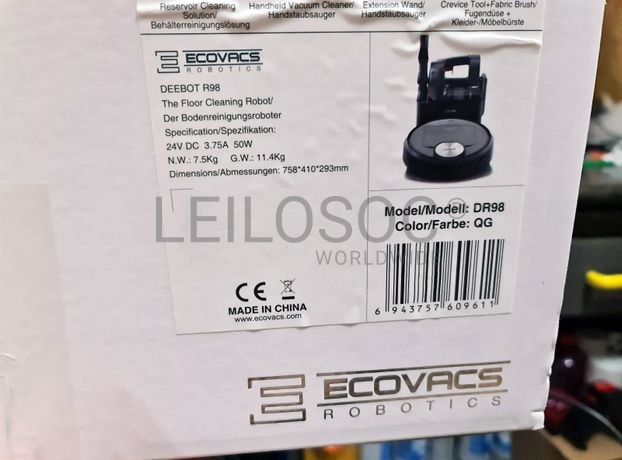 Reservoir Cleaning
Solution/
Behälterreinigungslösung
Handheld Vacuum Cleaner/
Handstaubsauger
Extension Wand/
Handstaubsauger
Crevice Tool+Fabric Brush/
Fugendüse +
Kleider-/Möbelbürste
ECOVACS
ROBOTICS
DEEBOT R98
The Floor Cleaning Robot/
Der Bodenreinigungsroboter
Specification/Spezifikation:
24V DC 3.75A 50W
N.W.: 7.5Kg G.W.: 11.4Kg
Dimensions/Abmessungen: 758*410*293mm
Model/Modell: DR98
Color/Farbe: QG
LEILOSOC®
WORLDWIDE
CE
MADE IN CHINA
www.ecovacs.com
6 943757 609611
ECOVACS
ROBOTICS